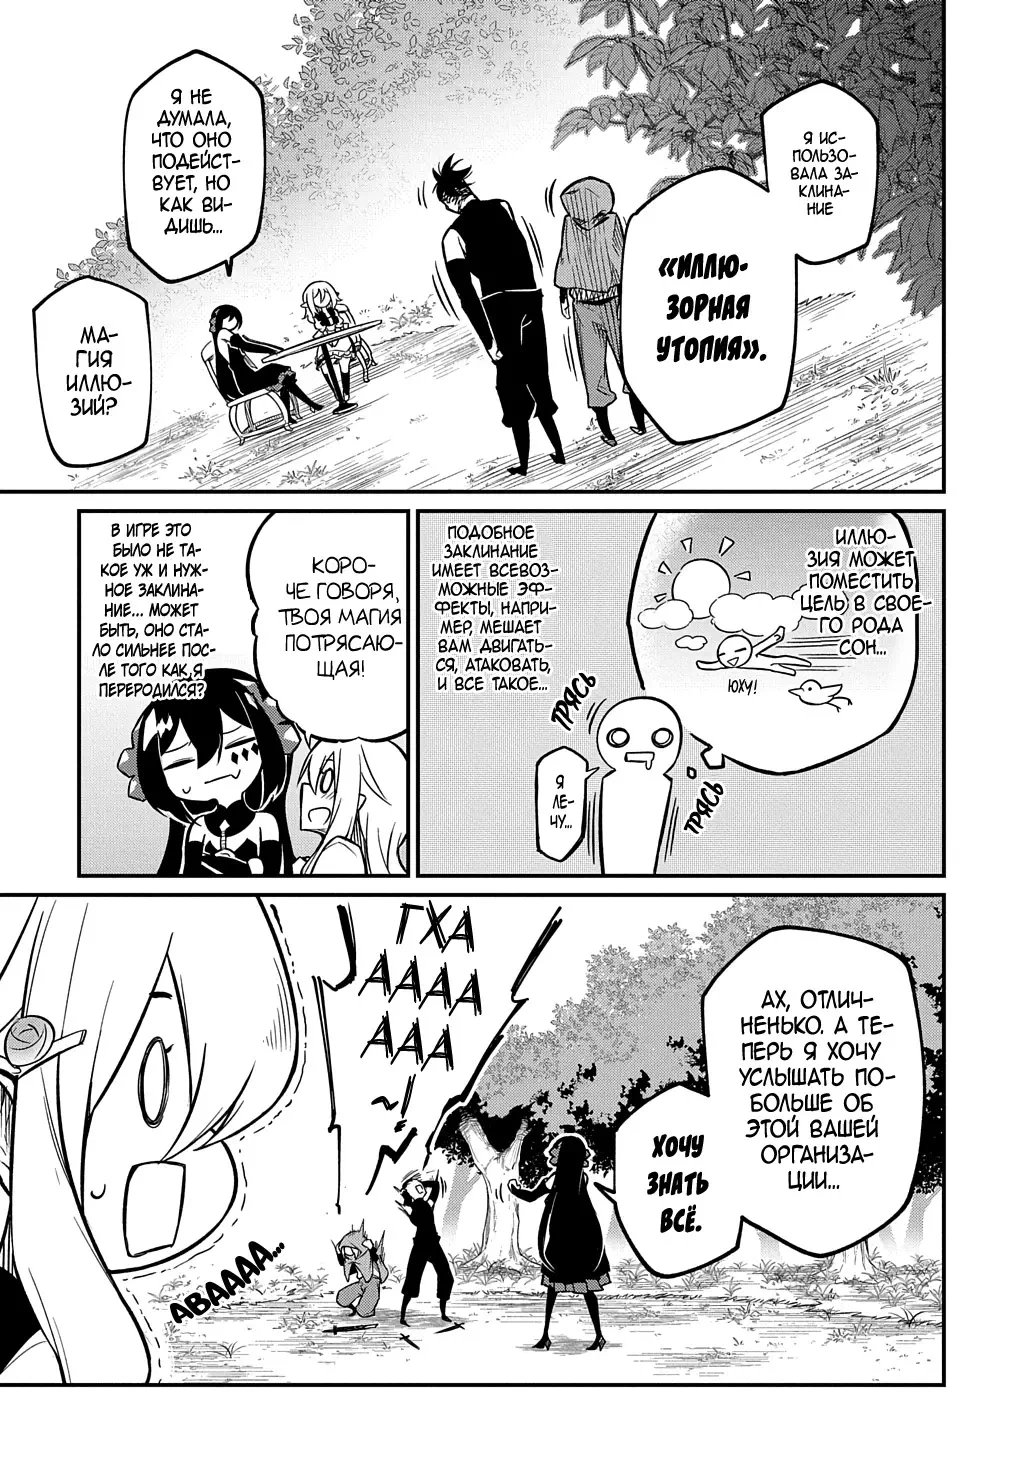 Я ИС-
ПОЛЬЗО-
ВАЛА ЗА-
КЛИНА-
НИЕ
«ИЛЛЮ-
ЗОРНАЯ
УТОПИЯ».
Я НЕ
ДУМАЛА,
ЧТО ОНО
ПОДЕЙСТ-
ВУЕТ, НО
КАК ВИ-
ДИШЬ...
МА-
ГИЯ
ИЛЛЮ-
ЗИЙ?
ИЛЛЮ-
ЗИЯ МОЖЕТ
ПОМЕСТИТЬ
ЦЕЛЬ В СВОЕ-
ГО РОДА
СОН...
ЮХУ!
ПОДОБНОЕ
ЗАКЛИНАНИЕ
ИМЕЕТ ВСЕВОЗ-
МОЖНЫЕ ЭФ-
ФЕКТЫ, НАПРИ-
МЕР, МЕШАЕТ
ВАМ ДВИГАТЬ-
СЯ, АТАКОВАТЬ,
И ВСЕ ТАКОЕ...
ТРЯСЬ
ТРЯСЬ
Я
ЛЕ-
ЧУ...
КОРО-
ЧЕ ГОВОРЯ,
ТВОЯ МАГИЯ
ПОТРЯСАЮ-
ЩАЯ!
В ИГРЕ ЭТО
БЫЛО НЕ ТА-
КОЕ УЖ И НУЖ-
НОЕ ЗАКЛИНА-
НИЕ... МОЖЕТ
БЫТЬ, ОНО СТА-
ЛО СИЛЬНЕЕ ПОС-
ЛЕ ТОГО КАК Я
ПЕРЕРОДИЛСЯ?
АХ, ОТЛИЧ-
НЕНЬКО. А ТЕ-
ПЕРЬ Я ХОЧУ
УСЛЫШАТЬ ПО-
БОЛЬШЕ ОБ
ЭТОЙ ВАШЕЙ
ОРГАНИЗА-
ЦИИ...
ХОЧУ
ЗНАТЬ
ВСЁ.
ГХА
АААА
ААА
АВАААА...